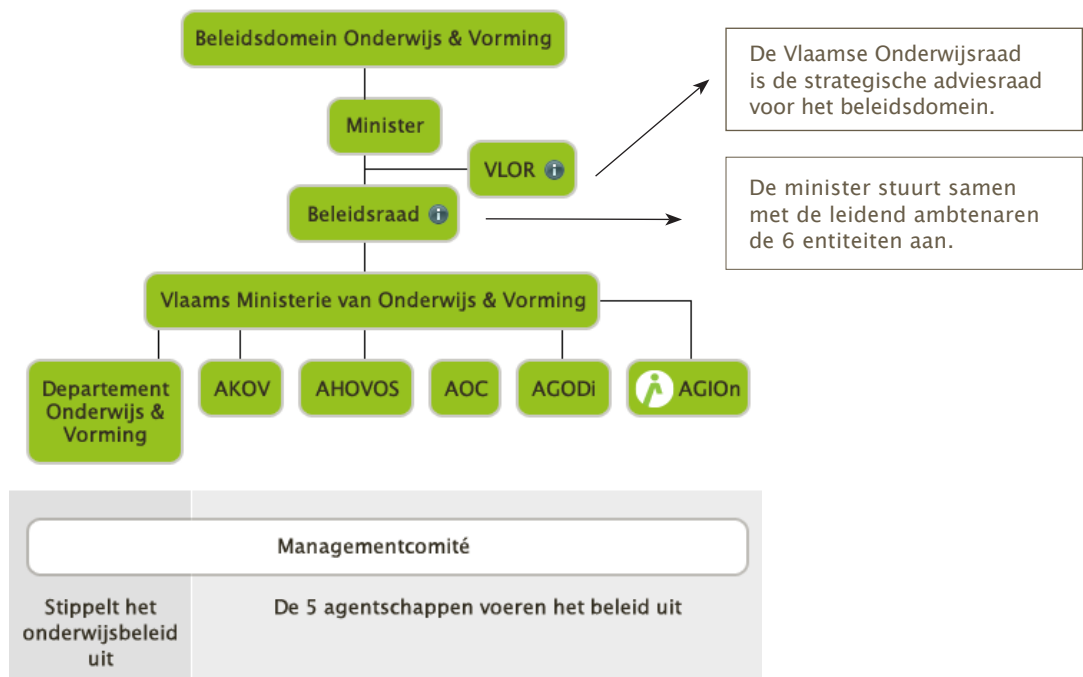 Beleidsdomein Onderwijs & Vorming
De Vlaamse Onderwijsraad
is de strategische adviesraad
voor het beleidsdomein.
Minister
VLOR i
De minister stuurt samen
met de leidend ambtenaren
de 6 entiteiten aan.
Beleidsraad i
Vlaams Ministerie van Onderwijs & Vorming
Departement
Onderwijs &
Vorming
AKOV
AHOVOS
AOC
AGODi
AGIOn
Managementcomité
Stippelt het
onderwijsbeleid
uit
De 5 agentschappen voeren het beleid uit